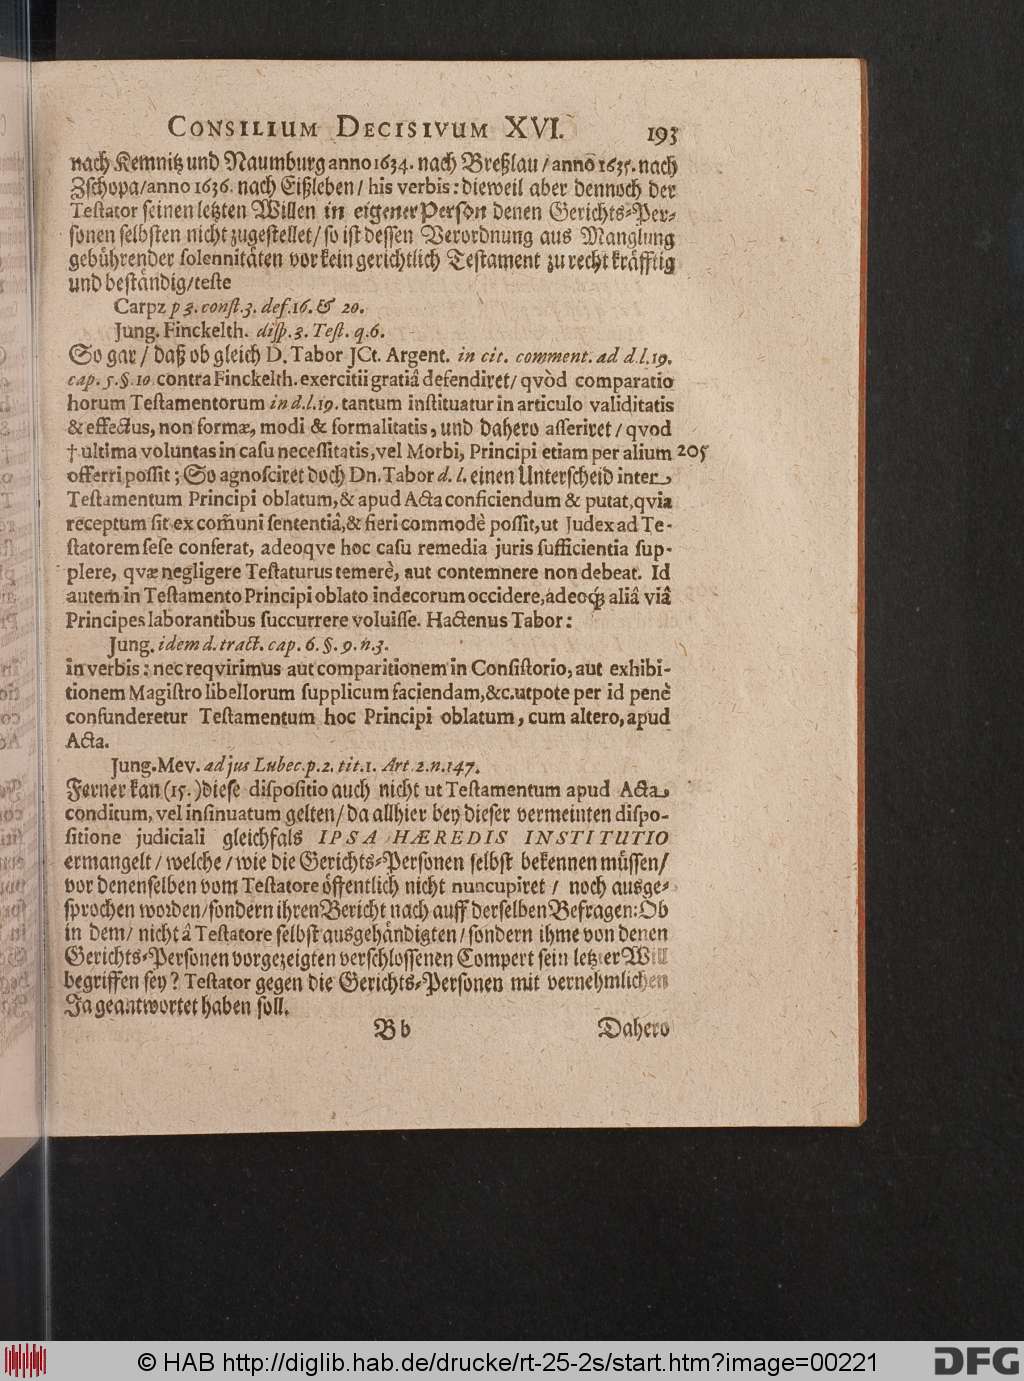 CONSILIUM DECISIVUM XVI. 193
nach Kemnitz und Naumburg anno 1634. nach Breßlau / anno 1635. nach
Zschopa / anno 1636. nach Eißleben / his verbis: dieweil aber dennoch der
Testator seinen letzten Willen in eigener Person denen Gerichts-Per-
sonen selbsten nicht zugestellet / so ist dessen Verordnung aus Manglung
gebührender solennitäten vor kein gerichtlich Testament zu recht kräfftig
und beständig / teste
Carpz p 3. const. 3. def. 16. & 20.
Jung. Finckelth. disp. 3. Test. q. 6.
So gar / daß ob gleich D. Tabor JCt. Argent. in cit. comment. ad d. l. 19.
cap. 5. §. 10 contra Finckelth. exercitii gratiâ defendiret / qvòd comparatio
horum Testamentorum in d. l. 19. tantum instituatur in articulo validitatis
& effectus, non formæ, modi & formalitatis, und dahero asseriret / qvod
† ultima voluntas in casu necessitatis, vel Morbi, Principi etiam per alium 205
offerri possit; So agnosciret doch Dn. Tabor d. l. einen Unterscheid inter
Testamentum Principi oblatum, & apud Acta conficiendum & putat, qvia
receptum sit ex com̃uni sententiâ, & fieri commodè possit, ut Judex ad Te-
statorem sese conferat, adeoqve hoc casu remedia juris sufficientia sup-
plere, qvæ negligere Testaturus temerè, aut contemnere non debeat. Id
autem in Testamento Principi oblato indecorum occidere, adeoq; aliâ viâ
Principes laborantibus succurrere voluisse. Hactenus Tabor:
Jung. idem d. tract. cap. 6. §. 9. n. 3.
in verbis: nec reqvirimus aut comparitionem in Consistorio, aut exhibi-
tionem Magistro libellorum supplicum faciendam, &c. utpote per id penè
confunderetur Testamentum hoc Principi oblatum, cum altero, apud
Acta.
Jung. Mev. ad jus Lubec. p. 2. tit. 1. Art. 2. n. 147.
Ferner kan (15.) diese dispositio auch nicht ut Testamentum apud Acta
conditum, vel insinuatum gelten / da allhier bey dieser vermeinten dispo-
sitione judiciali gleichfals IPSA HÆREDIS INSTITUTIO
ermangelt / welche / wie die Gerichts-Personen selbst bekennen müssen /
vor denenselben vom Testatore öffentlich nicht nuncupiret / noch ausge-
sprochen worden / sondern ihren Bericht nach auff derselben Befragen: Ob
in dem / nicht â Testatore selbst ausgehändigten / sondern ihme von denen
Gerichts-Personen vorgezeigten verschlossenen Compert sein letzter Will
begriffen sey? Testator gegen die Gerichts-Personen mit vernehmlichen
Ja geantwortet haben soll.
Bb Dahero
© HAB http://diglib.hab.de/drucke/rt-25-2s/start.htm?image=00221
DFG